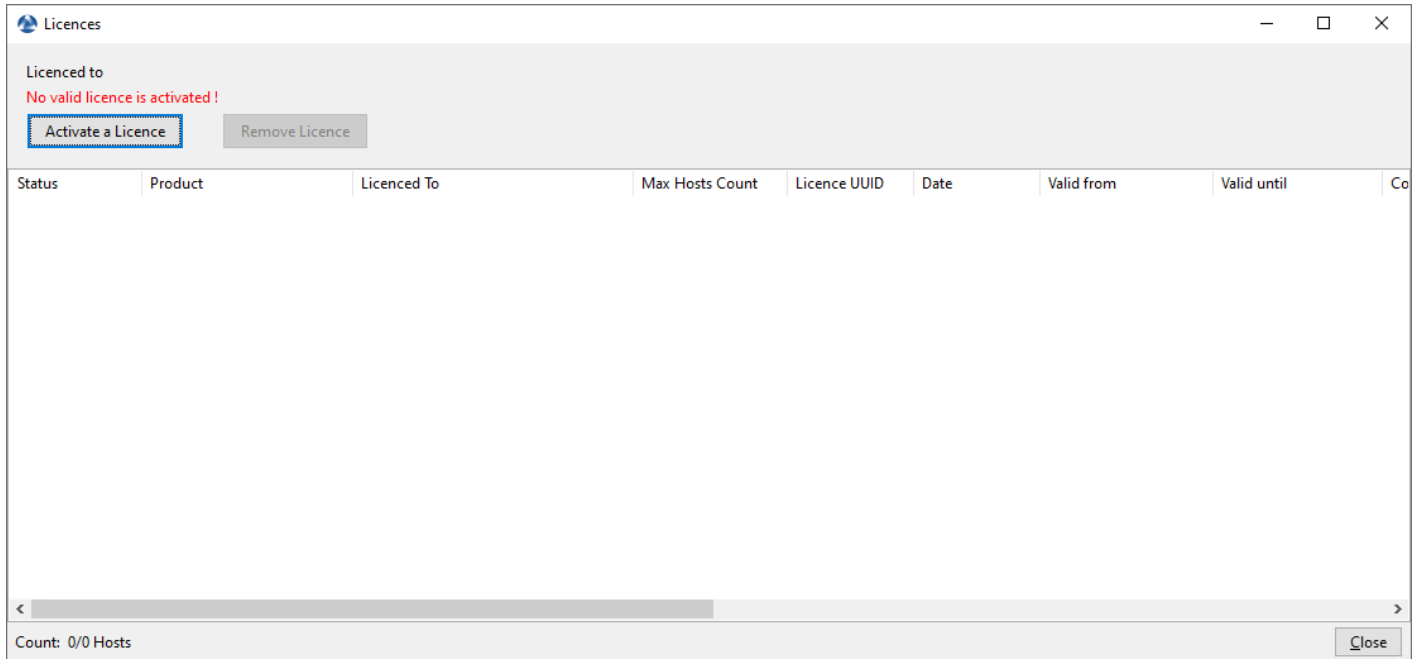 Licences
Licenced to
No valid licence is activated !
Activate a Licence Remove Licence
Status Product Licenced To Max Hosts Count Licence UUID Date Valid from Valid until Co
Count: 0/0 Hosts Close